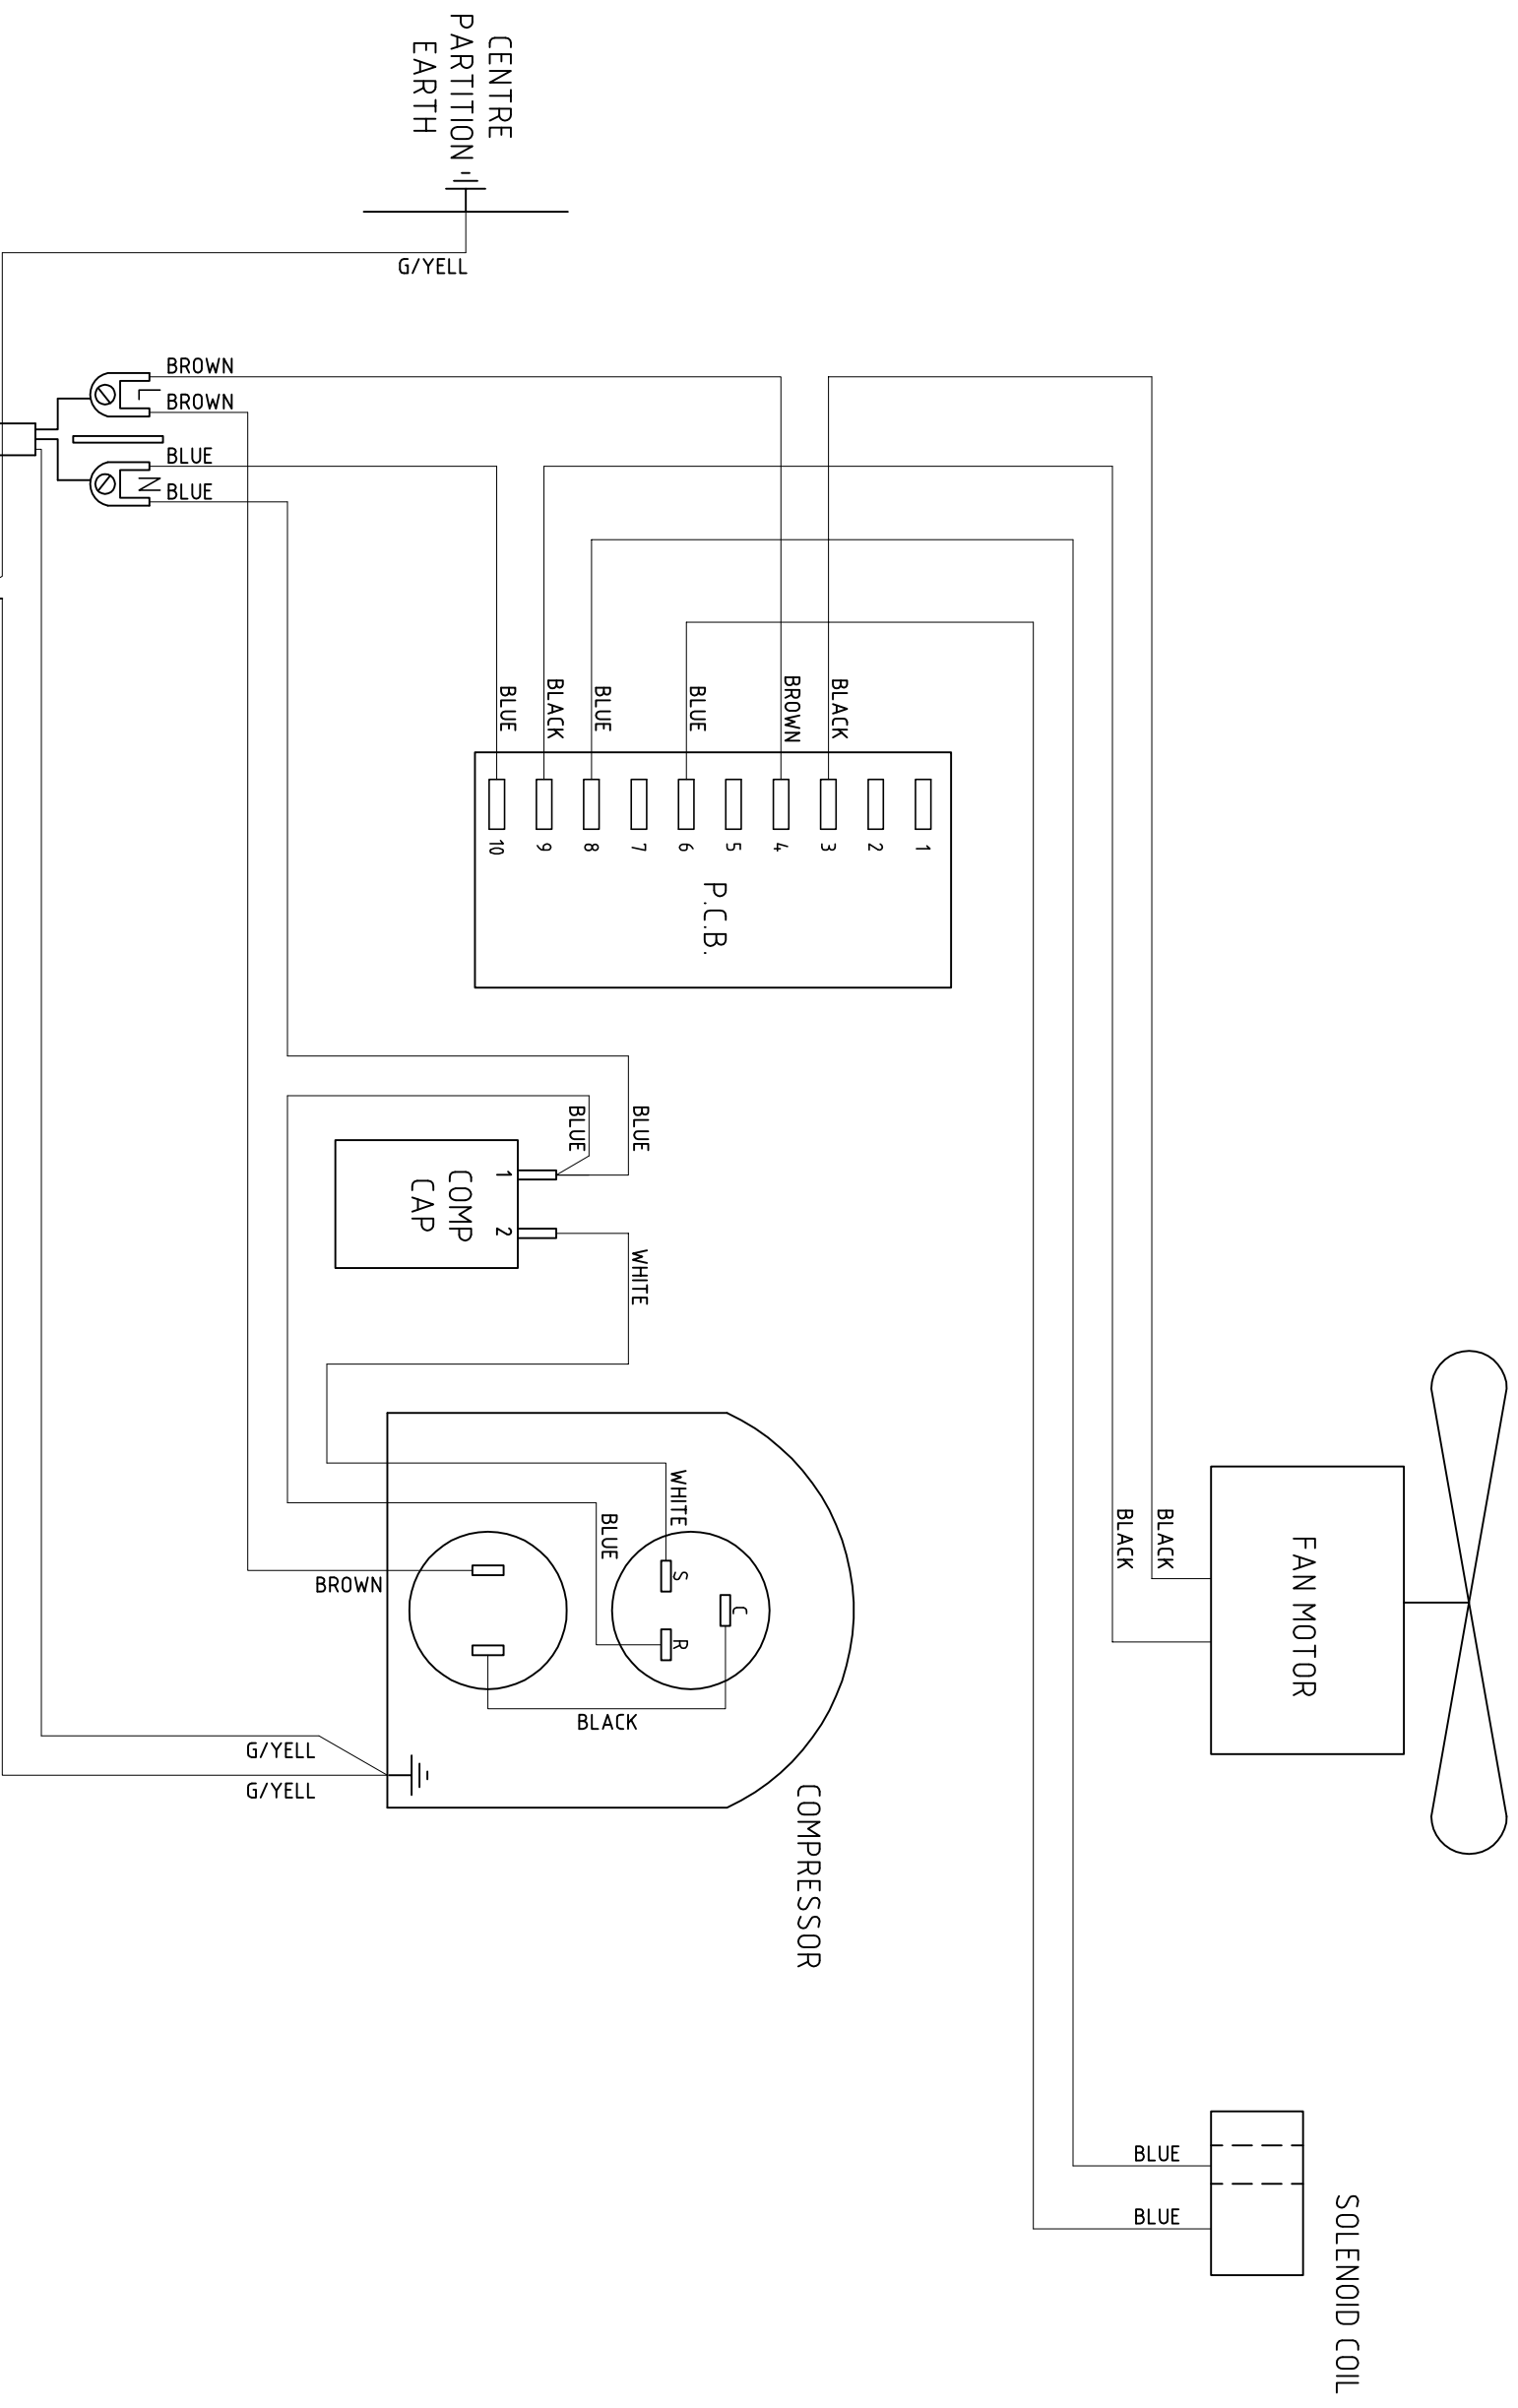 CENTRE
PARTITION
EARTH
G/YELL
BROWN
L
BROWN
BLUE
N
BLUE
BLUE
BLACK
BLUE
BLUE
BROWN
BLACK
10
9
8
7
6
5
4
3
2
1
P.C.B.
BLUE
BLUE
1
2
COMP
CAP
WHITE
WHITE
BLUE
S
C
R
BROWN
BLACK
G/YELL
G/YELL
COMPRESSOR
BLACK
BLACK
FAN MOTOR
BLUE
BLUE
SOLENOID COIL